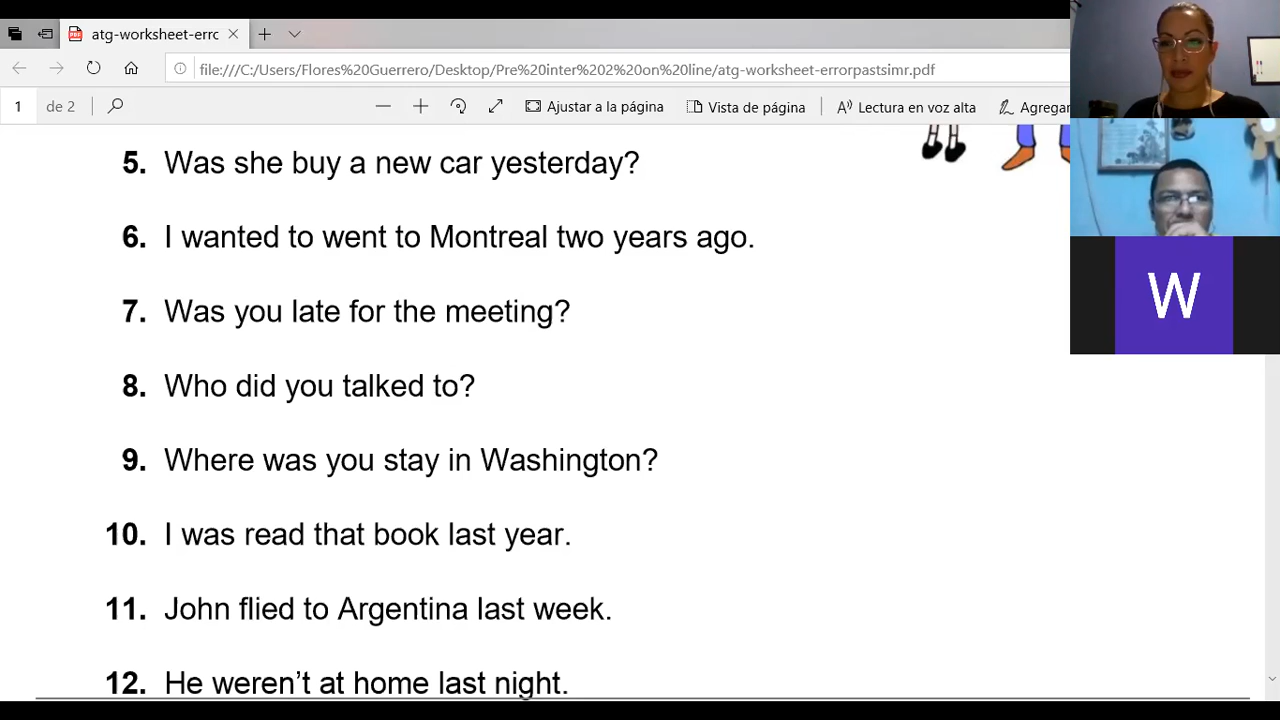 atg-worksheet-errc
file:///C:/Users/Flores%20Guerrero/Desktop/Pre%20inter%202%20on%20line/atg-worksheet-errorpastsimr.pdf
1 de 2 Ajustar a la página Vista de página A Lectura en voz alta Agregar
5. Was she buy a new car yesterday?
6. I wanted to went to Montreal two years ago.
W
7. Was you late for the meeting?
8. Who did you talked to?
9. Where was you stay in Washington?
10. I was read that book last year.
11. John flied to Argentina last week.
12. He weren’t at home last night.